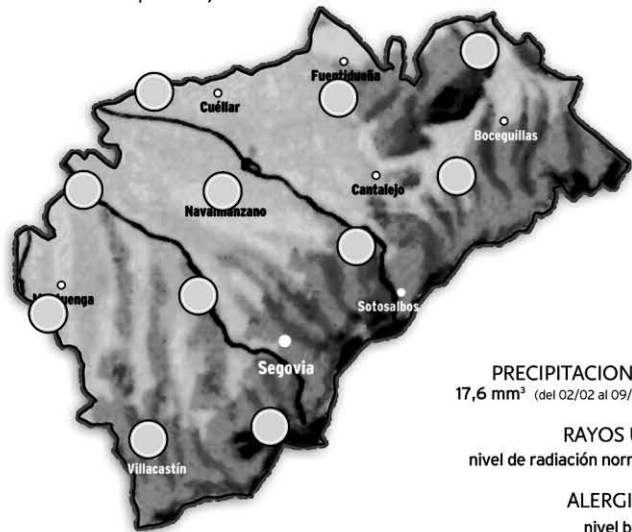 Fuentidueña
Cuéllar
Boceguillas
Cantalejo
Navalmanzano
Sotosalbos
Segovia
PRECIPITACION
17,6 mm³ (del 02/02 al 09/
RAYOS U
nivel de radiación norm
ALERGI
Villacastín
nivel b